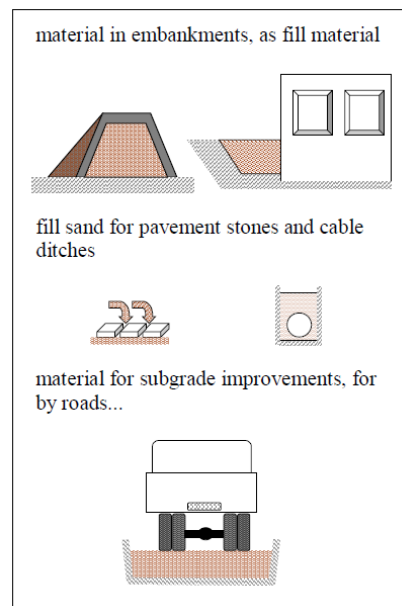 material in embankments, as fill material
fill sand for pavement stones and cable
ditches
material for subgrade improvements, for
by roads...